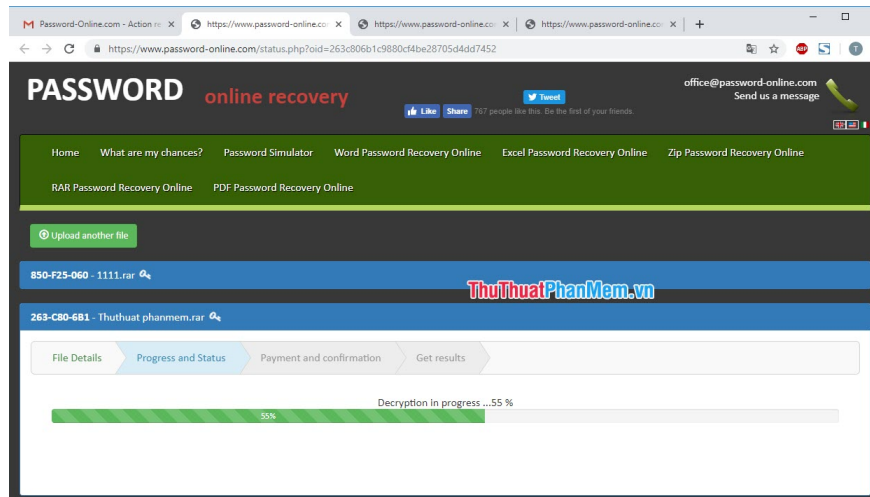 Password-Online.com - Action re
https://www.password-online.co
https://www.password-online.co
https://www.password-online.co
https://www.password-online.com/status.php?oid=263c806b1c9880cf4be28705d4dd7452
ABP
S
T
PASSWORD online recovery
Like Share 767 people like this. Be the first of your friends.
Tweet
office@password-online.com
Send us a message
Home What are my chances? Password Simulator Word Password Recovery Online Excel Password Recovery Online Zip Password Recovery Online
RAR Password Recovery Online PDF Password Recovery Online
Upload another file
850-F25-060 - 1111.rar
ThuThuatPhanMem.vn
263-C80-6B1 - Thuthuat phanmem.rar
File Details Progress and Status Payment and confirmation Get results
Decryption in progress ...55 %
55%